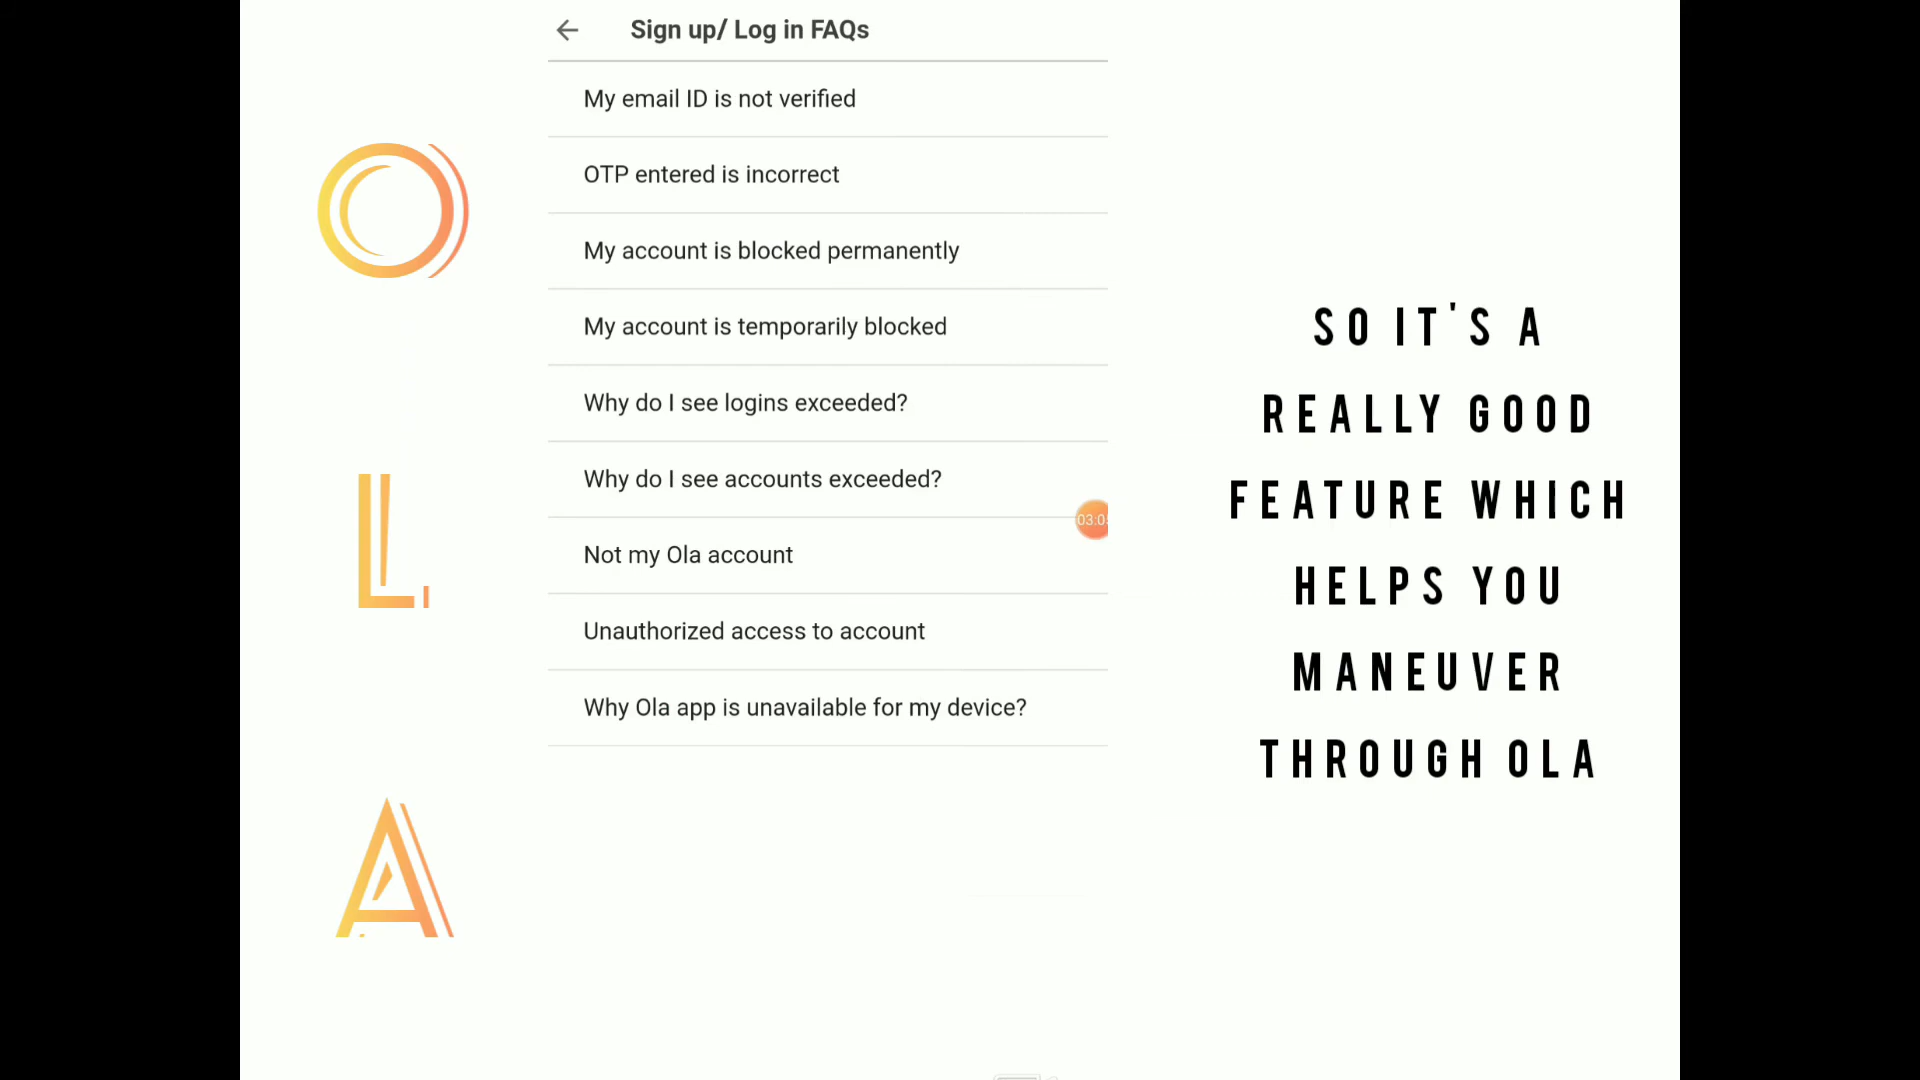 O
L
A
Sign up/ Log in FAQs
My email ID is not verified
OTP entered is incorrect
My account is blocked permanently
My account is temporarily blocked
Why do I see logins exceeded?
Why do I see accounts exceeded?
Not my Ola account
Unauthorized access to account
Why Ola app is unavailable for my device?
SO IT'S A
REALLY GOOD
FEATURE WHICH
HELPS YOU
MANEUVER
THROUGH OLA